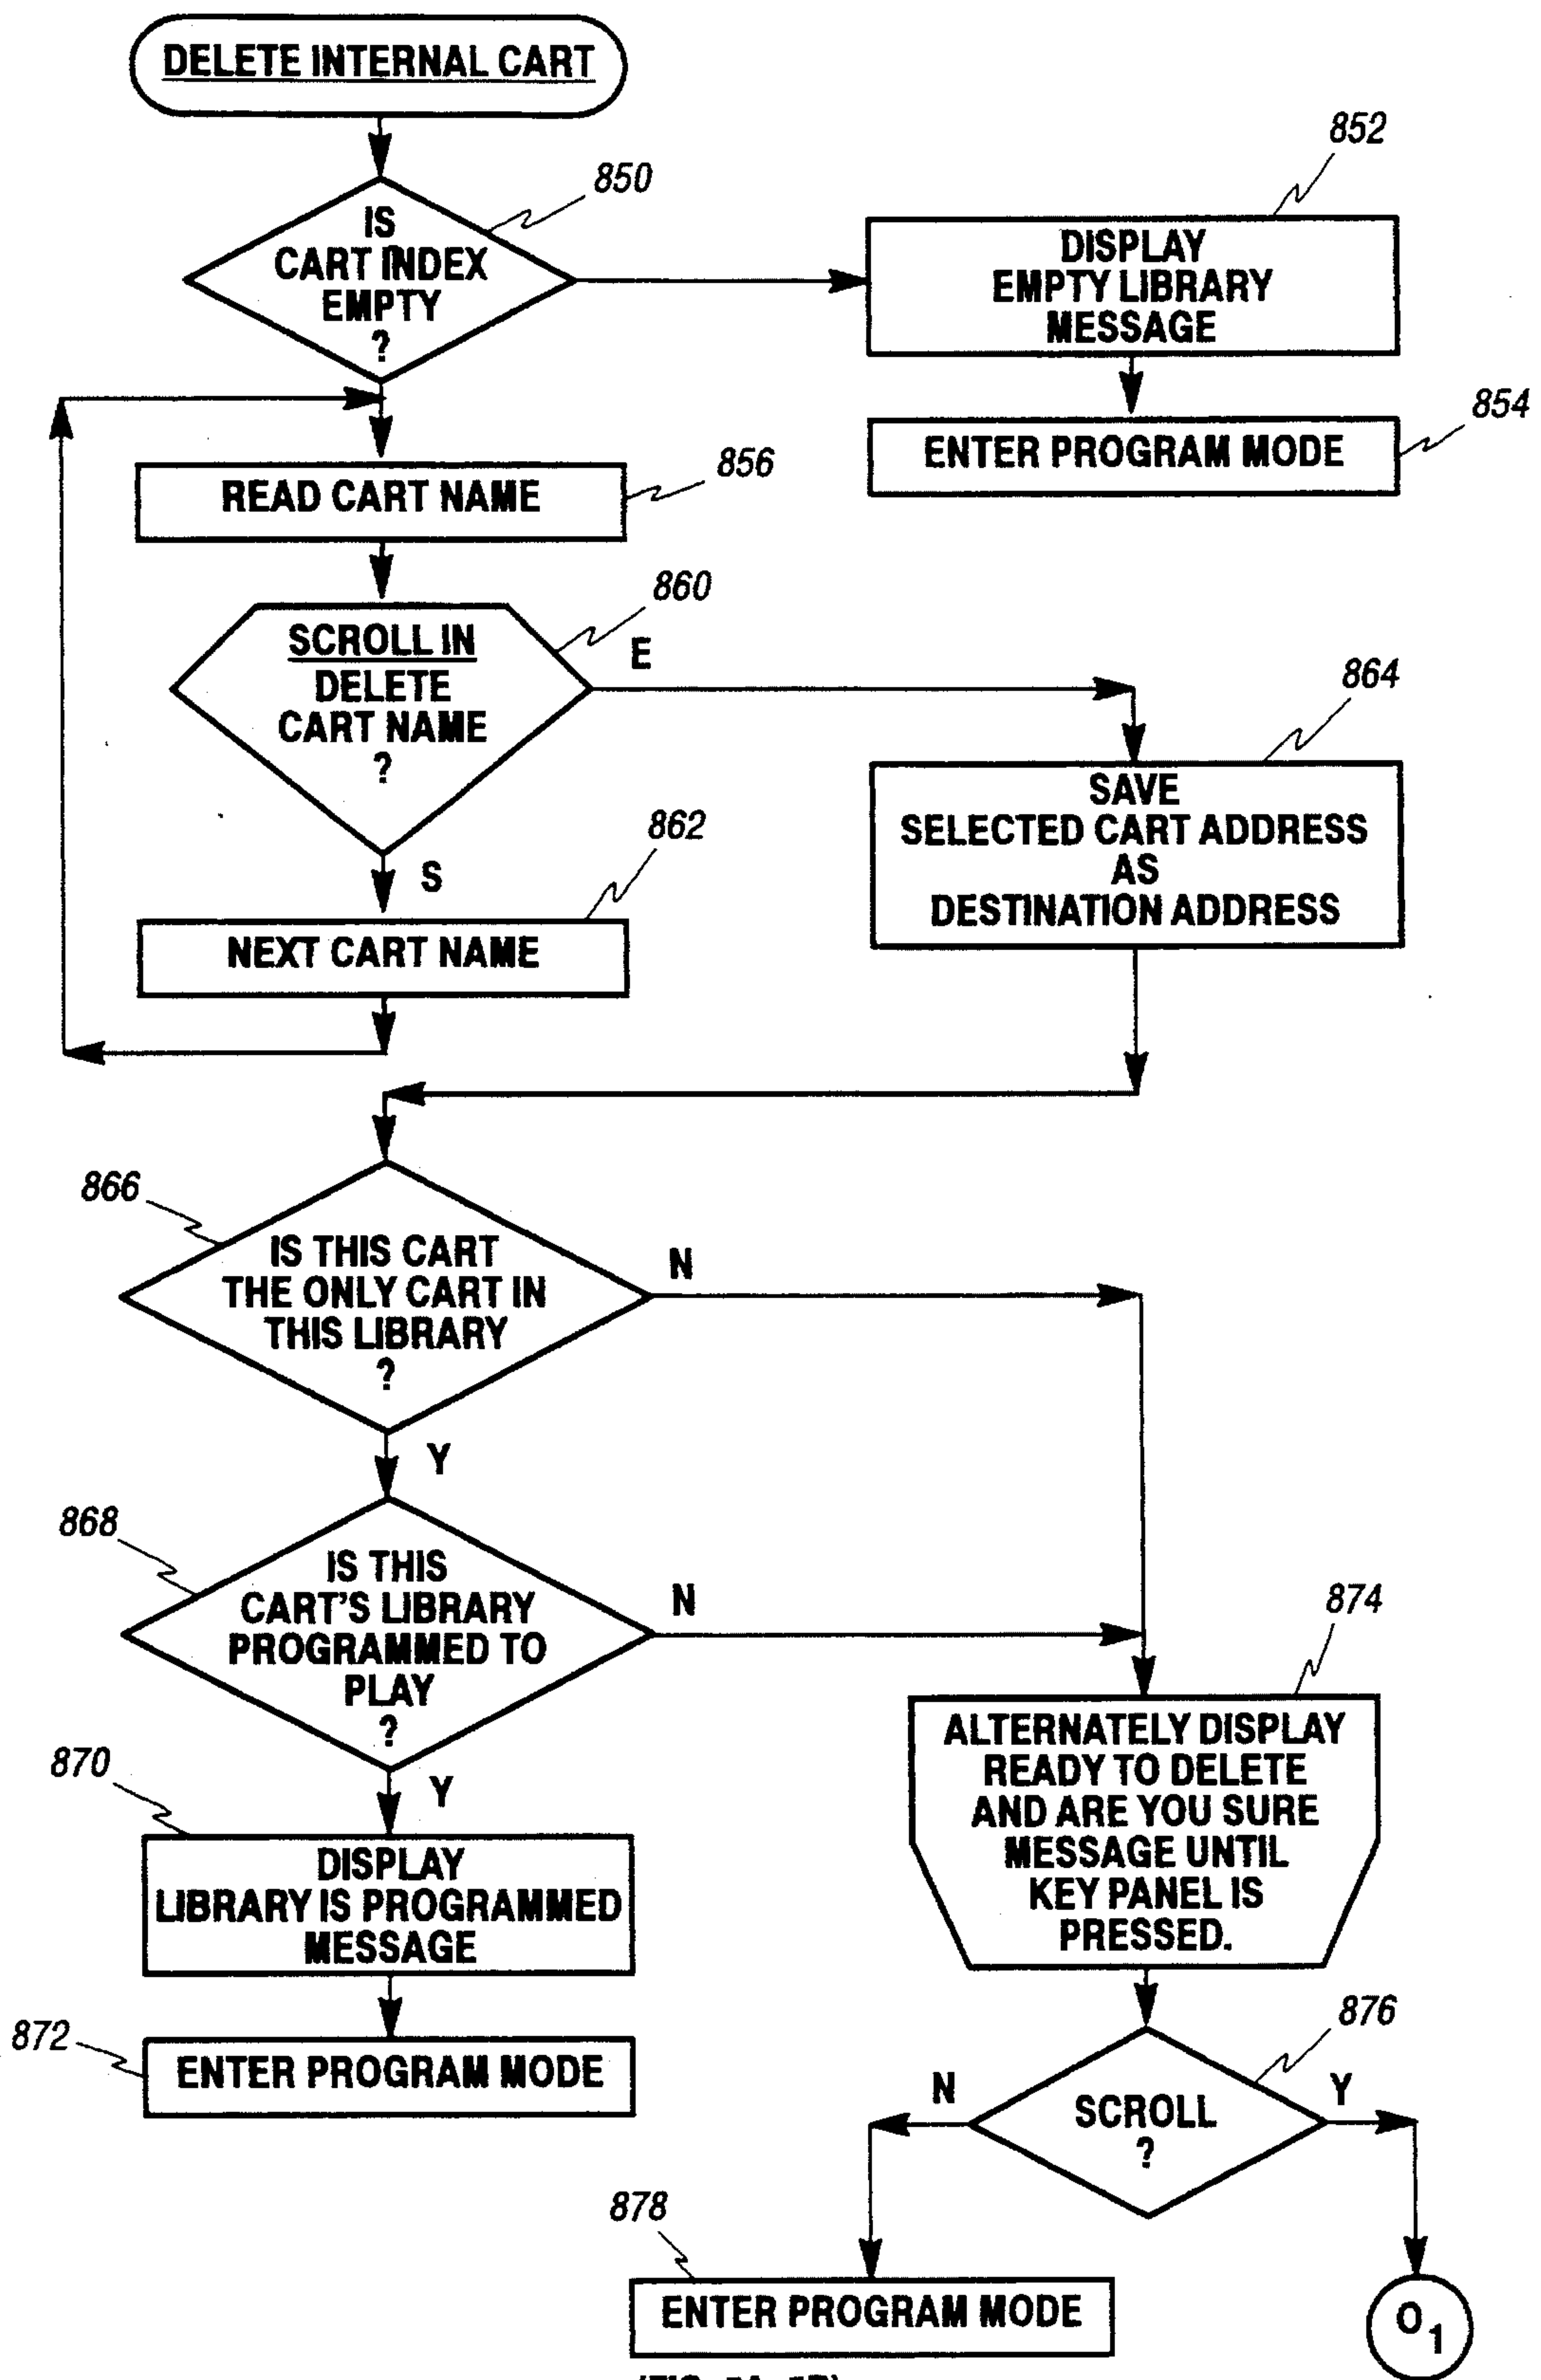 DELETE INTERNAL CART
850
IS
CART INDEX
EMPTY
?
852
DISPLAY
EMPTY LIBRARY
MESSAGE
854
ENTER PROGRAM MODE
856
READ CART NAME
860
SCROLL IN
DELETE
CART NAME
?
E
S
864
SAVE
SELECTED CART ADDRESS
AS
DESTINATION ADDRESS
862
NEXT CART NAME
866
IS THIS CART
THE ONLY CART IN
THIS LIBRARY
?
N
Y
868
IS THIS
CART'S LIBRARY
PROGRAMMED TO
PLAY
?
N
Y
870
DISPLAY
LIBRARY IS PROGRAMMED
MESSAGE
872
ENTER PROGRAM MODE
874
ALTERNATELY DISPLAY
READY TO DELETE
AND ARE YOU SURE
MESSAGE UNTIL
KEY PANEL IS
PRESSED.
876
SCROLL
?
N
Y
878
ENTER PROGRAM MODE
O1